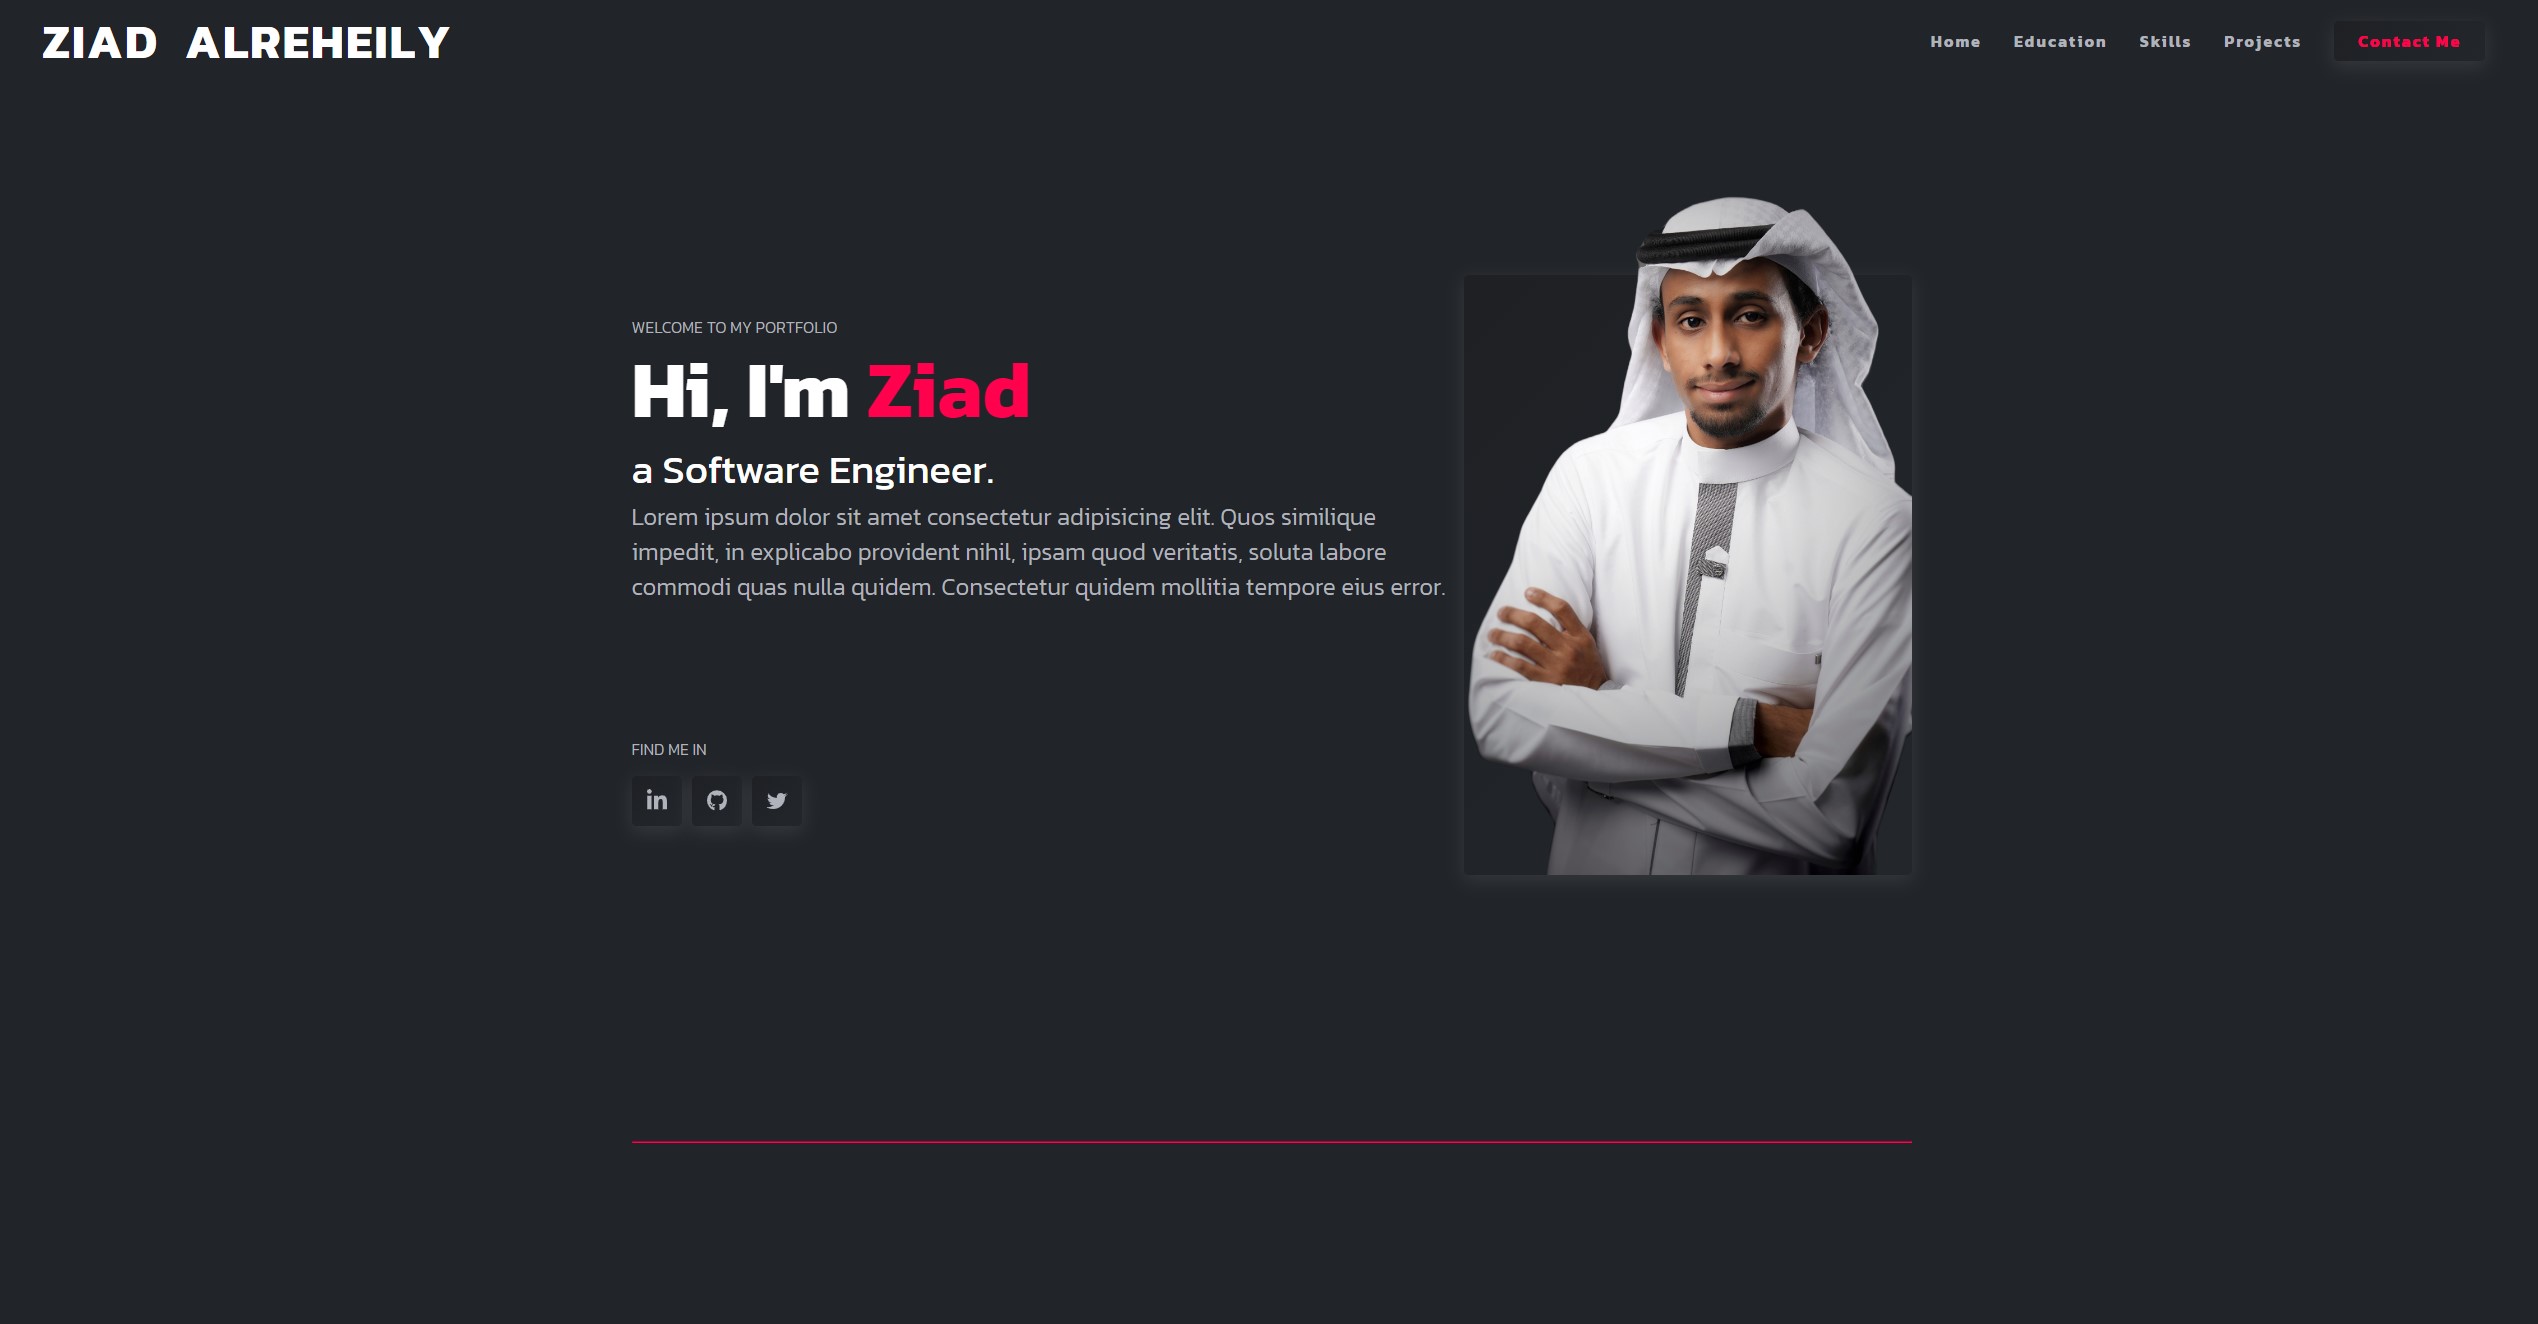 ZIAD ALREHEILY
Home Education Skills Projects Contact Me
WELCOME TO MY PORTFOLIO
Hi, I'm Ziad
a Software Engineer.
Lorem ipsum dolor sit amet consectetur adipisicing elit. Quos similique
impedit, in explicabo provident nihil, ipsam quod veritatis, soluta labore
commodi quas nulla quidem. Consectetur quidem mollitia tempore eius error.
FIND ME IN
in